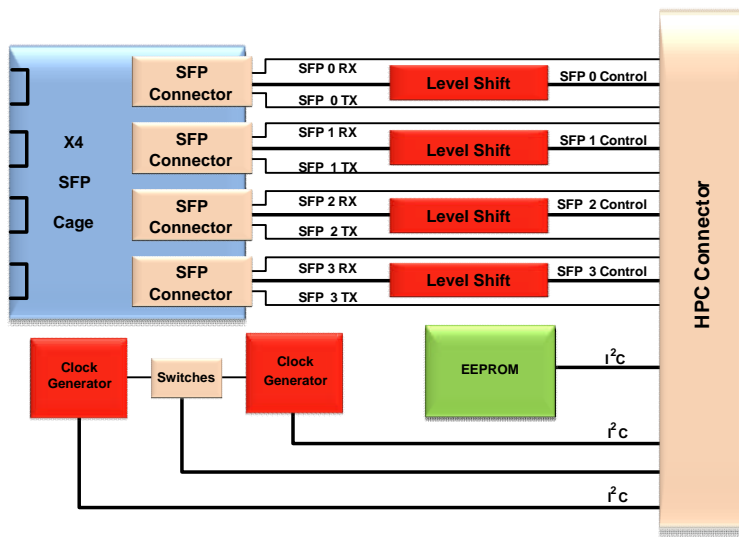 X4
SFP
Cage
SFP
Connector
SFP 0 RX
SFP 0 TX
Level Shift
SFP 0 Control
SFP
Connector
SFP 1 RX
SFP 1 TX
Level Shift
SFP 1 Control
SFP
Connector
SFP 2 RX
SFP 2 TX
Level Shift
SFP 2 Control
SFP
Connector
SFP 3 RX
SFP 3 TX
Level Shift
SFP 3 Control
HPC Connector
Clock
Generator
Switches
Clock
Generator
EEPROM
I²C
I²C
I²C